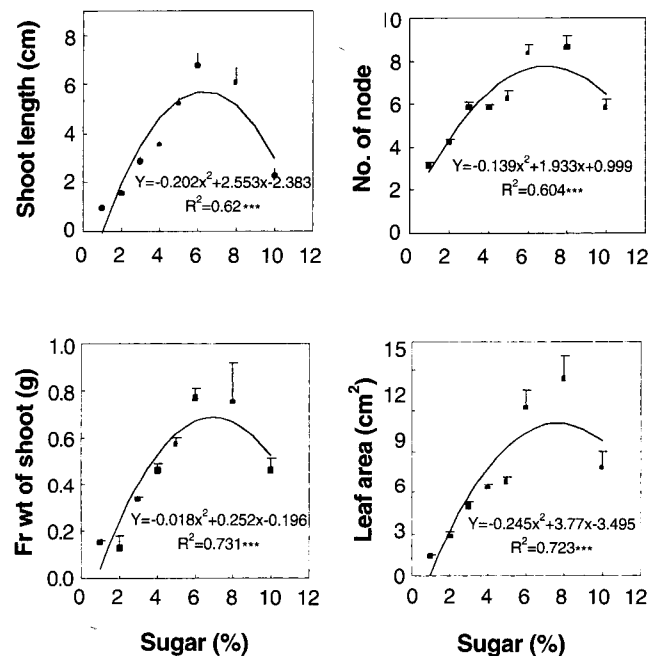 Shoot length (cm)
8
6
4
2
0
Y=-0.202x²+2.553x-2.383
R²=0.62***
0 2 4 6 8 10 12
No. of node
10
8
6
4
2
0
Y=-0.139x²+1.933x+0.999
R²=0.604***
0 2 4 6 8 10 12
Fr wt of shoot (g)
1.0
0.8
0.6
0.4
0.2
0.0
Y=-0.018x²+0.252x-0.196
R²=0.731***
0 2 4 6 8 10 12
Sugar (%)
Leaf area (cm²)
15
12
9
6
3
0
Y=-0.245x²+3.77x-3.495
R²=0.723***
0 2 4 6 8 10 12
Sugar (%)